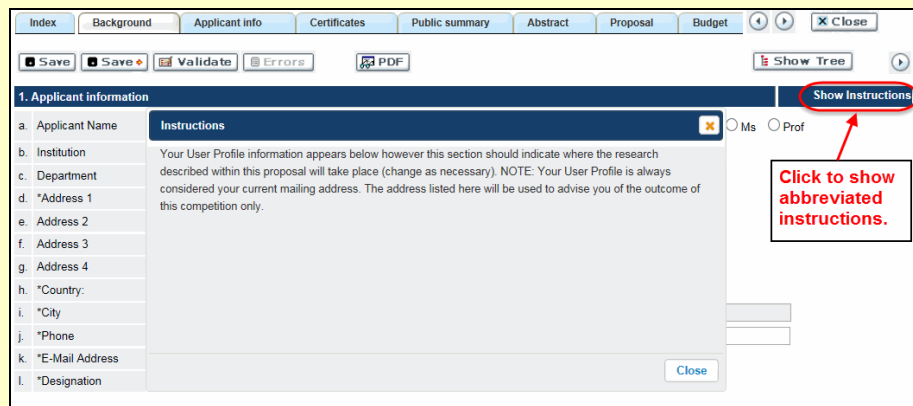 Index Background Applicant info Certificates Public summary Abstract Proposal Budget X Close
Save Save Validate Errors PDF Show Tree
1. Applicant information Show Instructions
a. Applicant Name Instructions Ms Prof
b. Institution Your User Profile information appears below however this section should indicate where the research
c. Department described within this proposal will take place (change as necessary). NOTE: Your User Profile is always
d. *Address 1 considered your current mailing address. The address listed here will be used to advise you of the outcome of
e. Address 2 this competition only.
f. Address 3
g. Address 4
h. *Country:
i. *City
j. *Phone
k. *E-Mail Address
l. *Designation
Close
Click to show
abbreviated
instructions.